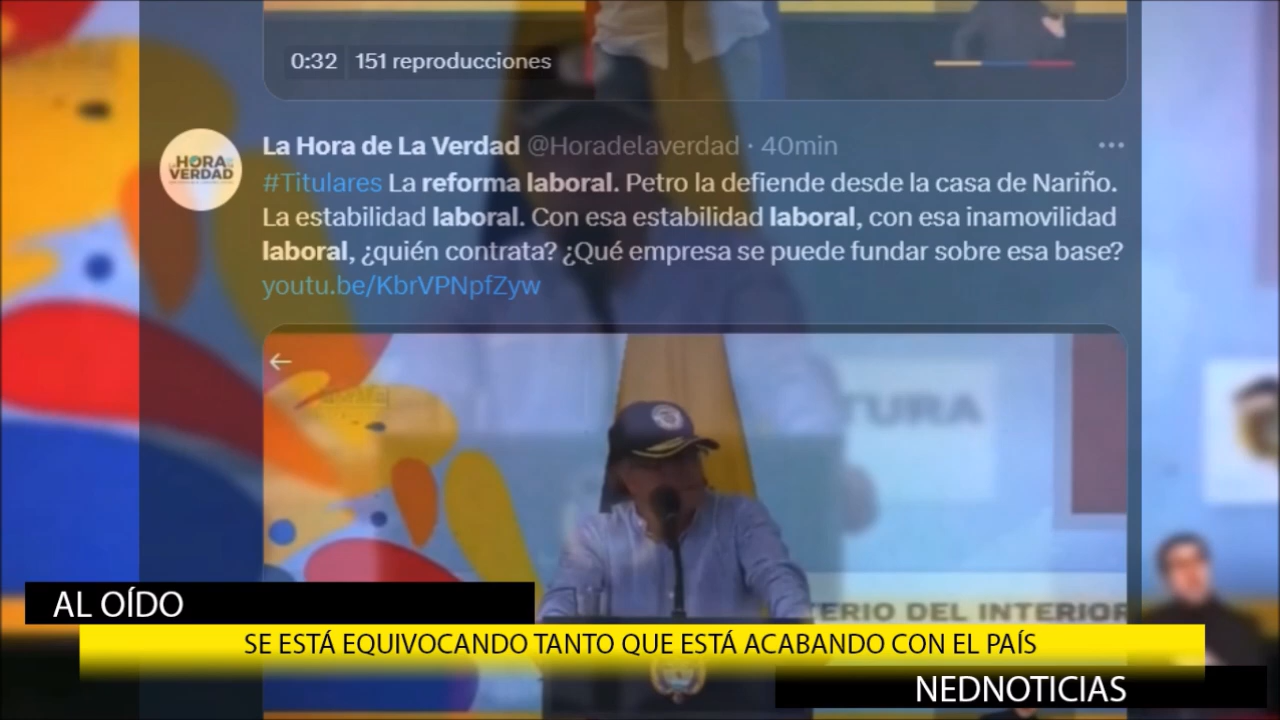 0:32 151 reproducciones
La Hora de La Verdad @Horadelaverdad · 40min
HORA
VERDAD
#Titulares La reforma laboral. Petro la defiende desde la casa de Nariño.
La estabilidad laboral. Con esa estabilidad laboral, con esa inamovilidad
laboral, ¿quién contrata? ¿Qué empresa se puede fundar sobre esa base?
youtu.be/KbrVPNpfZyw
TURA
TERIO DEL INTERIOR
AL OÍDO
SE ESTÁ EQUIVOCANDO TANTO QUE ESTÁ ACABANDO CON EL PAÍS
NEDNOTICIAS